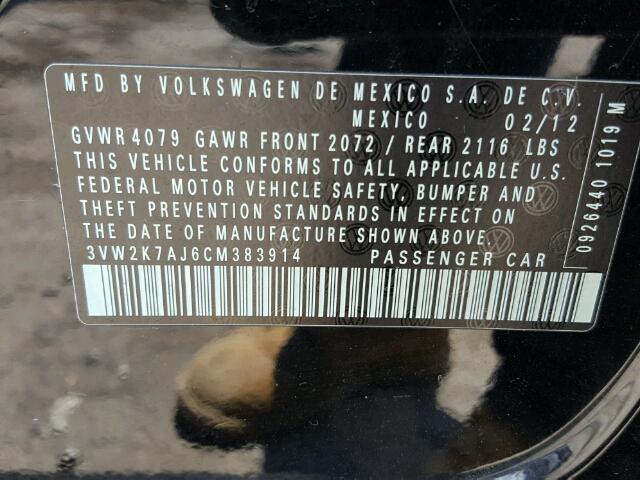 MFD BY VOLKSWAGEN DE MEXICO S.A. DE C.V.
MEXICO 02/12
GVWR 4079 GAWR FRONT 2072 / REAR 2116 LBS
THIS VEHICLE CONFORMS TO ALL APPLICABLE U.S.
FEDERAL MOTOR VEHICLE SAFETY, BUMPER AND
THEFT PREVENTION STANDARDS IN EFFECT ON
THE DATE OF MANUFACTURE SHOWN ABOVE.
3VW2K7AJ6CM383914 PASSENGER CAR
0926440 1019 M